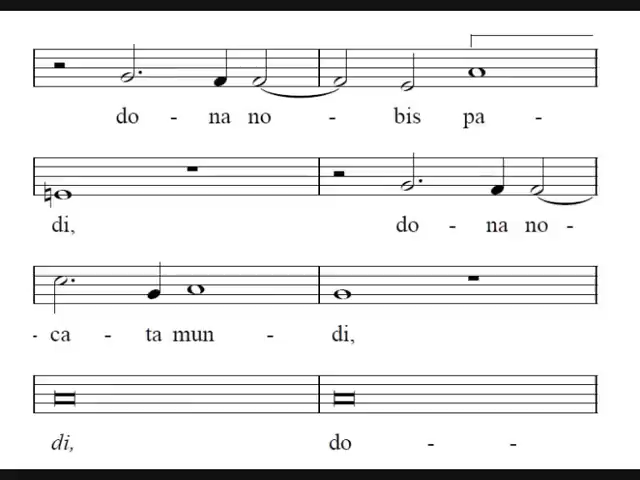 do - na no - bis pa -
di, do - na no -
- ca - ta mun - di,
di, do - -